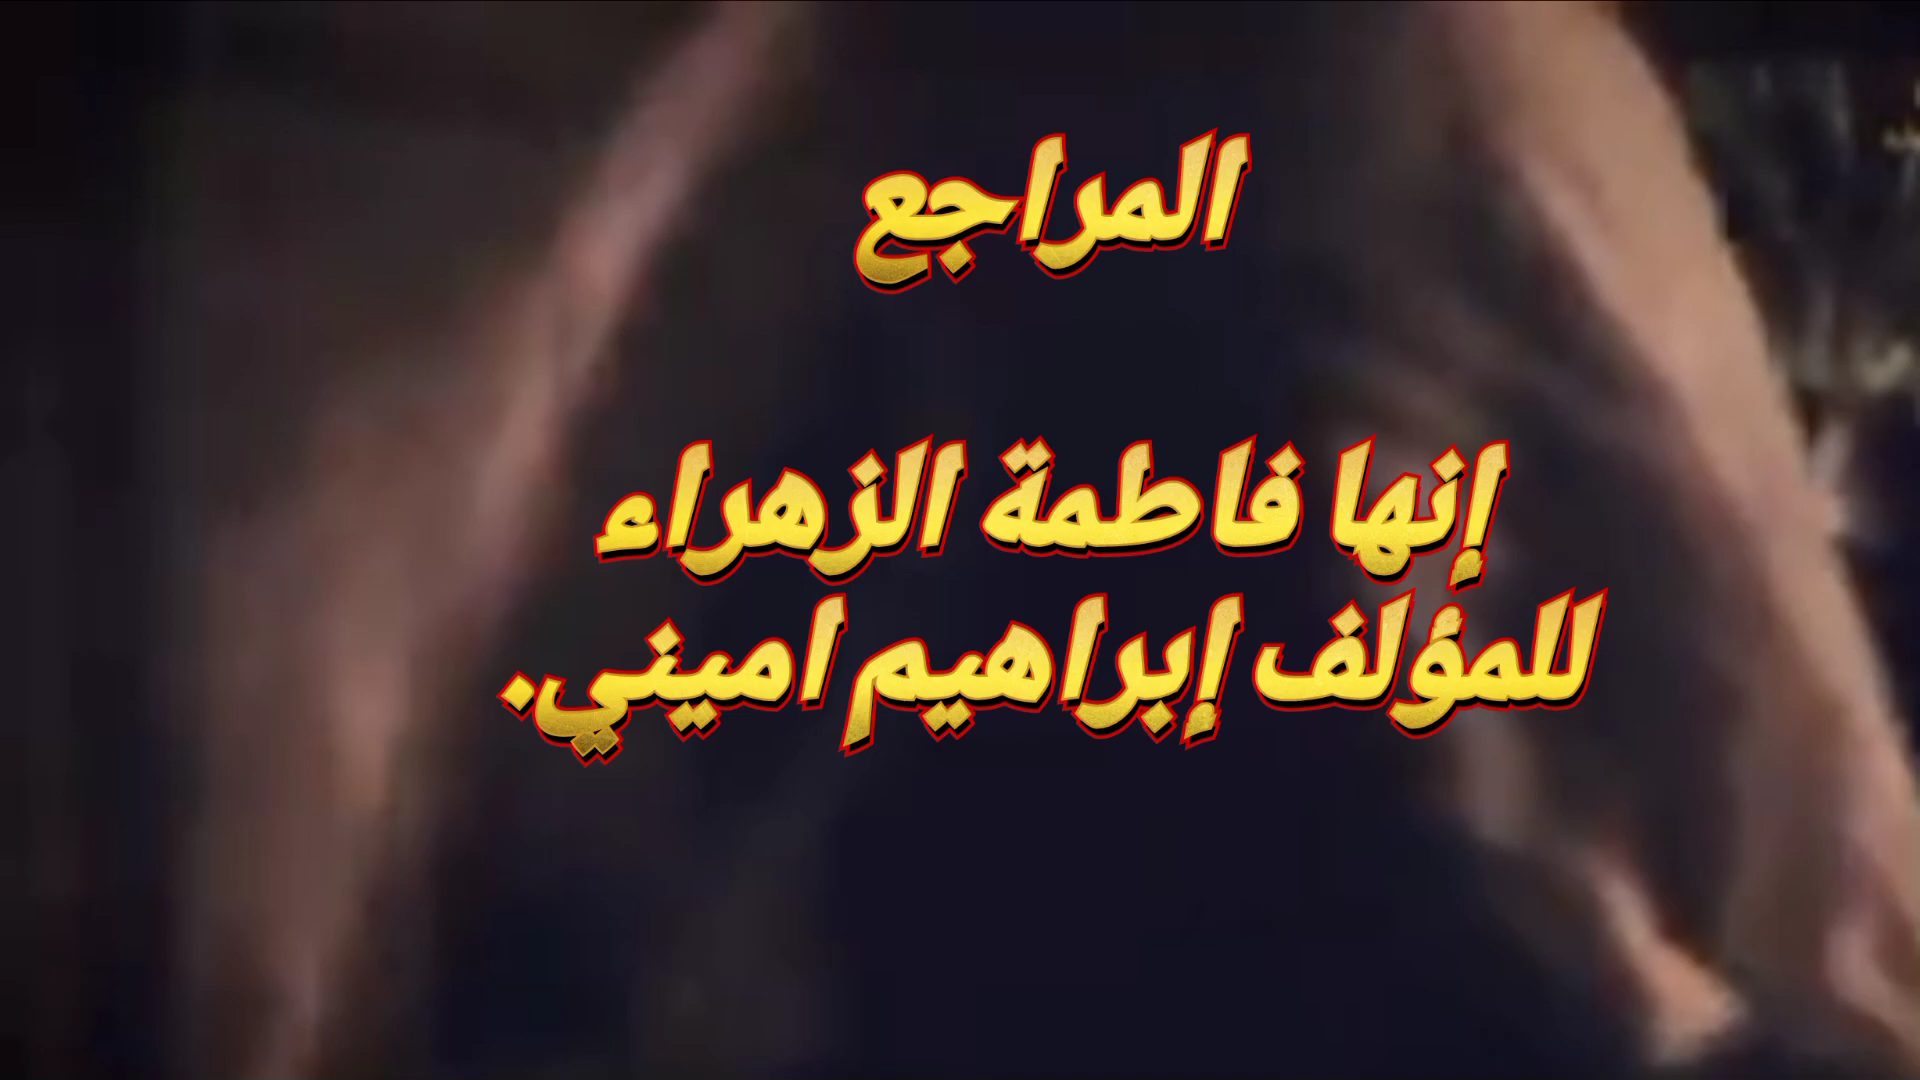 المراجع
إنها فاطمة الزهراء
للمؤلف إبراهيم اميني.